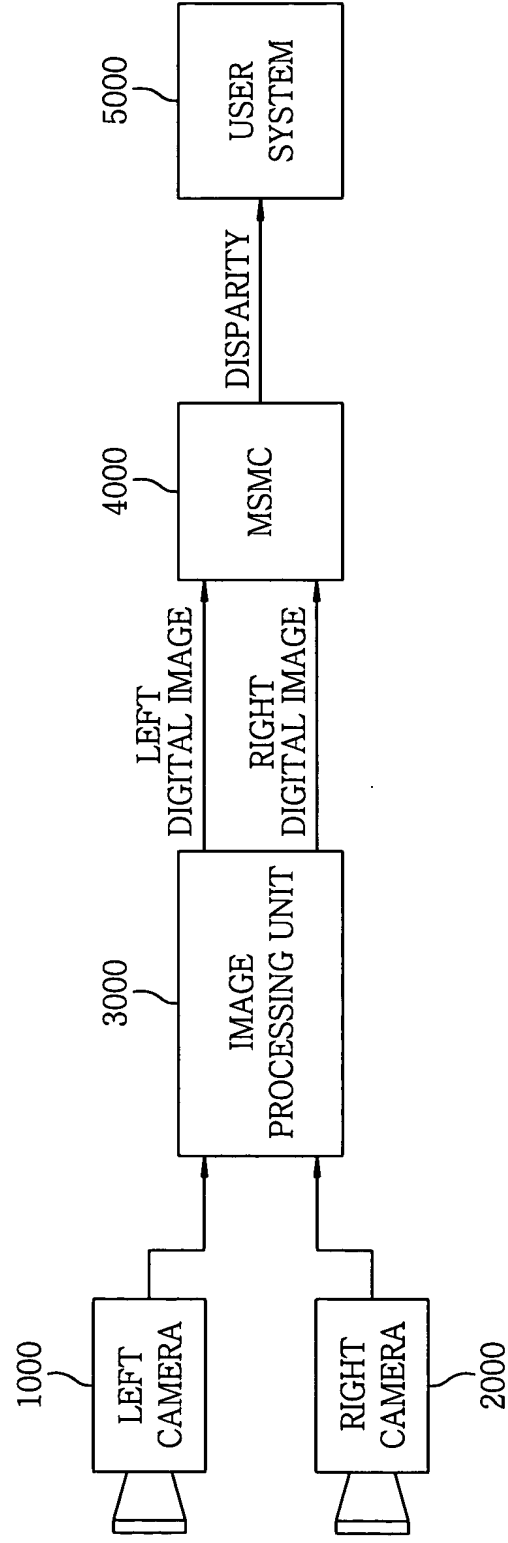 1000
LEFT
CAMERA
RIGHT
CAMERA
2000
3000
IMAGE
PROCESSING UNIT
LEFT
DIGITAL IMAGE
RIGHT
DIGITAL IMAGE
4000
MSMC
DISPARITY
5000
USER
SYSTEM